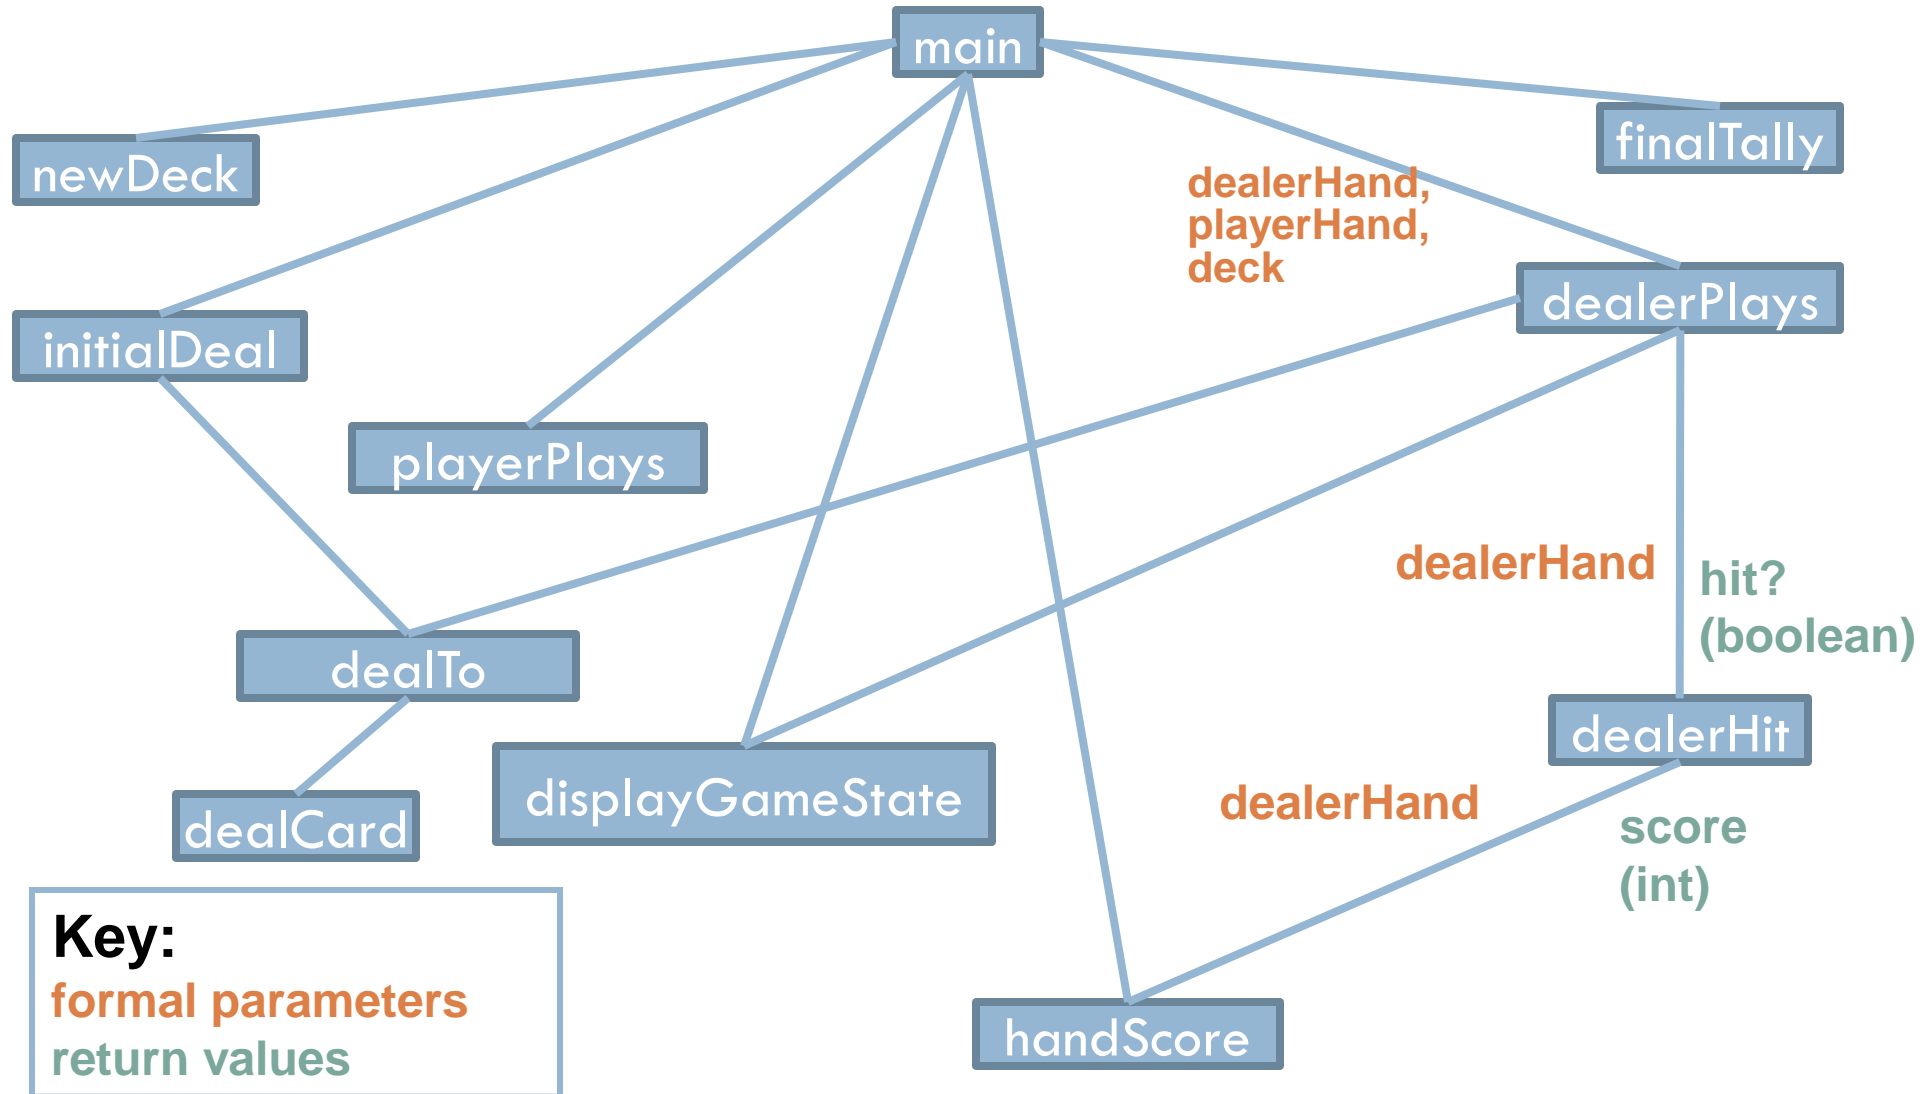 main
newDeck
finalTally
dealerHand,
playerHand,
deck
dealerPlays
initialDeal
playerPlays
dealerHand
hit?
(boolean)
dealTo
dealerHit
displayGameState
dealerHand
dealCard
score
(int)
Key:
formal parameters
return values
handScore